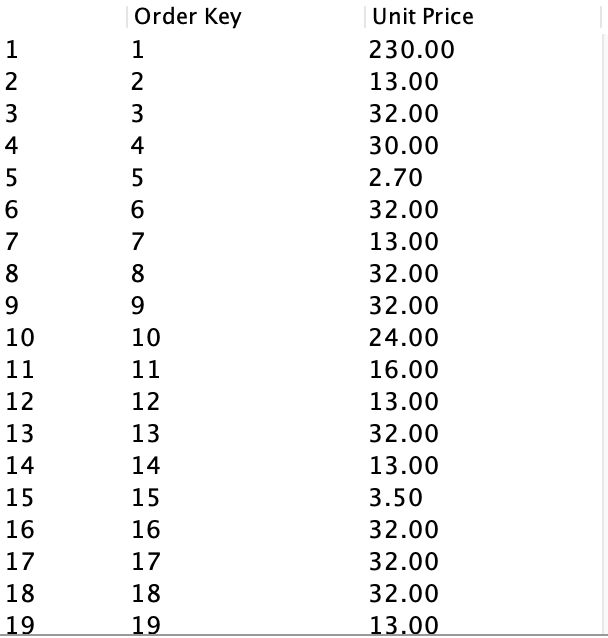 Order Key Unit Price
1 1 230.00
2 2 13.00
3 3 32.00
4 4 30.00
5 5 2.70
6 6 32.00
7 7 13.00
8 8 32.00
9 9 32.00
10 10 24.00
11 11 16.00
12 12 13.00
13 13 32.00
14 14 13.00
15 15 3.50
16 16 32.00
17 17 32.00
18 18 32.00
19 19 13.00